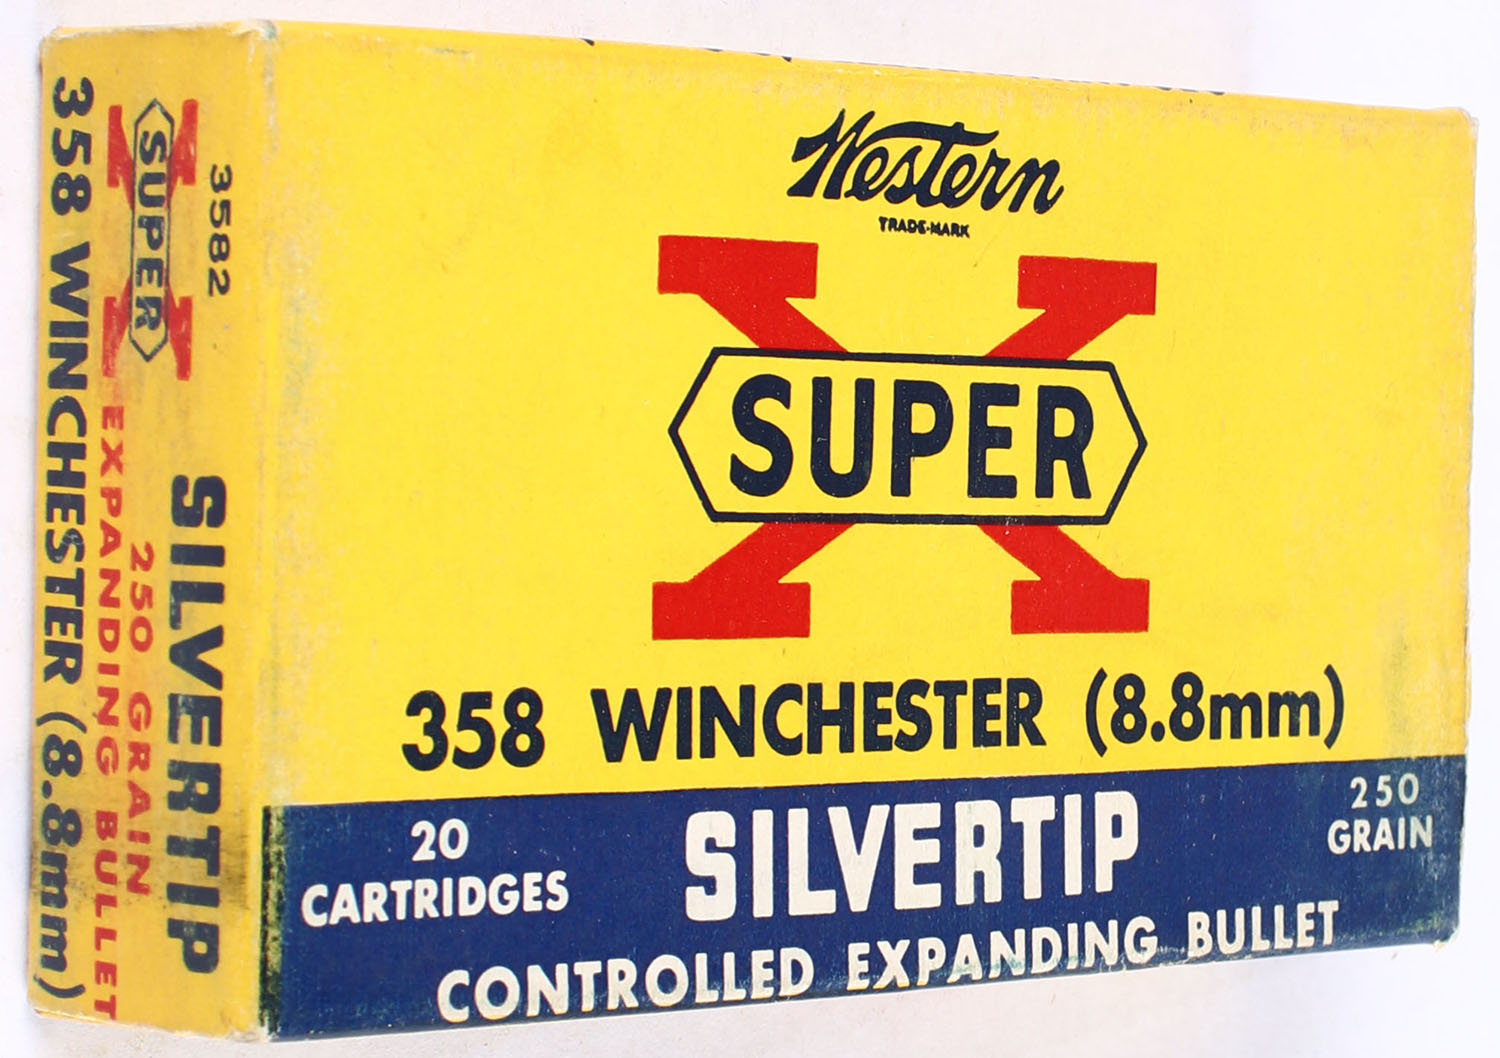 Western
TRADE-MARK
X
SUPER
358 WINCHESTER (8.8mm)
20
CARTRIDGES
SILVERTIP
250
GRAIN
CONTROLLED EXPANDING BULLET
3582
X
SUPER
SILVERTIP
250 GRAIN
EXPANDING BULLET
358 WINCHESTER (8.8mm)